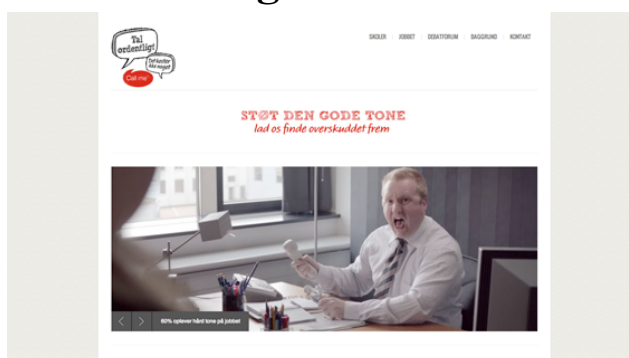 Tal
ordentligt
Det koster
ikke noget
Call me
SKOLER
JOBBET
DEBATFORUM
BAGGRUND
KONTAKT
STØT DEN GODE TONE
lad os finde overskuddet frem
60% oplever hård tone på jobbet